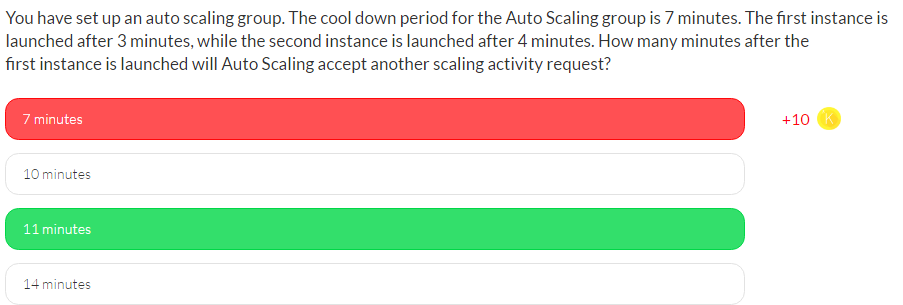 You have set up an auto scaling group. The cool down period for the Auto Scaling group is 7 minutes. The first instance is
launched after 3 minutes, while the second instance is launched after 4 minutes. How many minutes after the
first instance is launched will Auto Scaling accept another scaling activity request?
7 minutes
+10 K
10 minutes
11 minutes
14 minutes